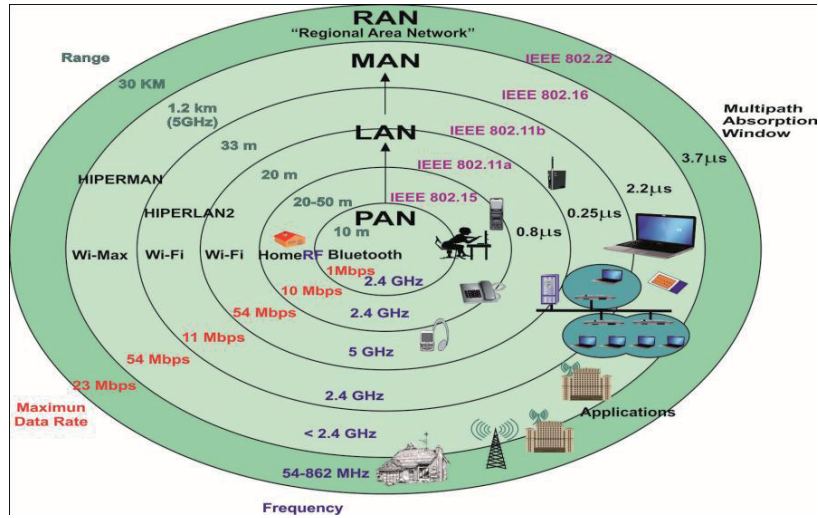 RAN
“Regional Area Network”
Range
MAN
IEEE 802.22
30 KM
IEEE 802.16
1.2 km
(5GHz)
Multipath
Absorption
Window
LAN
IEEE 802.11b
33 m
3.7µs
IEEE 802.11a
HIPERMAN
20 m
2.2µs
IEEE 802.15
20-50 m
HIPERLAN2
PAN
0.25µs
10 m
0.8µs
Wi-Max
Wi-Fi
Wi-Fi
HomeRF
Bluetooth
1Mbps
2.4 GHz
10 Mbps
2.4 GHz
54 Mbps
11 Mbps
5 GHz
54 Mbps
23 Mbps
2.4 GHz
Maximun
Data Rate
Applications
< 2.4 GHz
54-862 MHz
Frequency